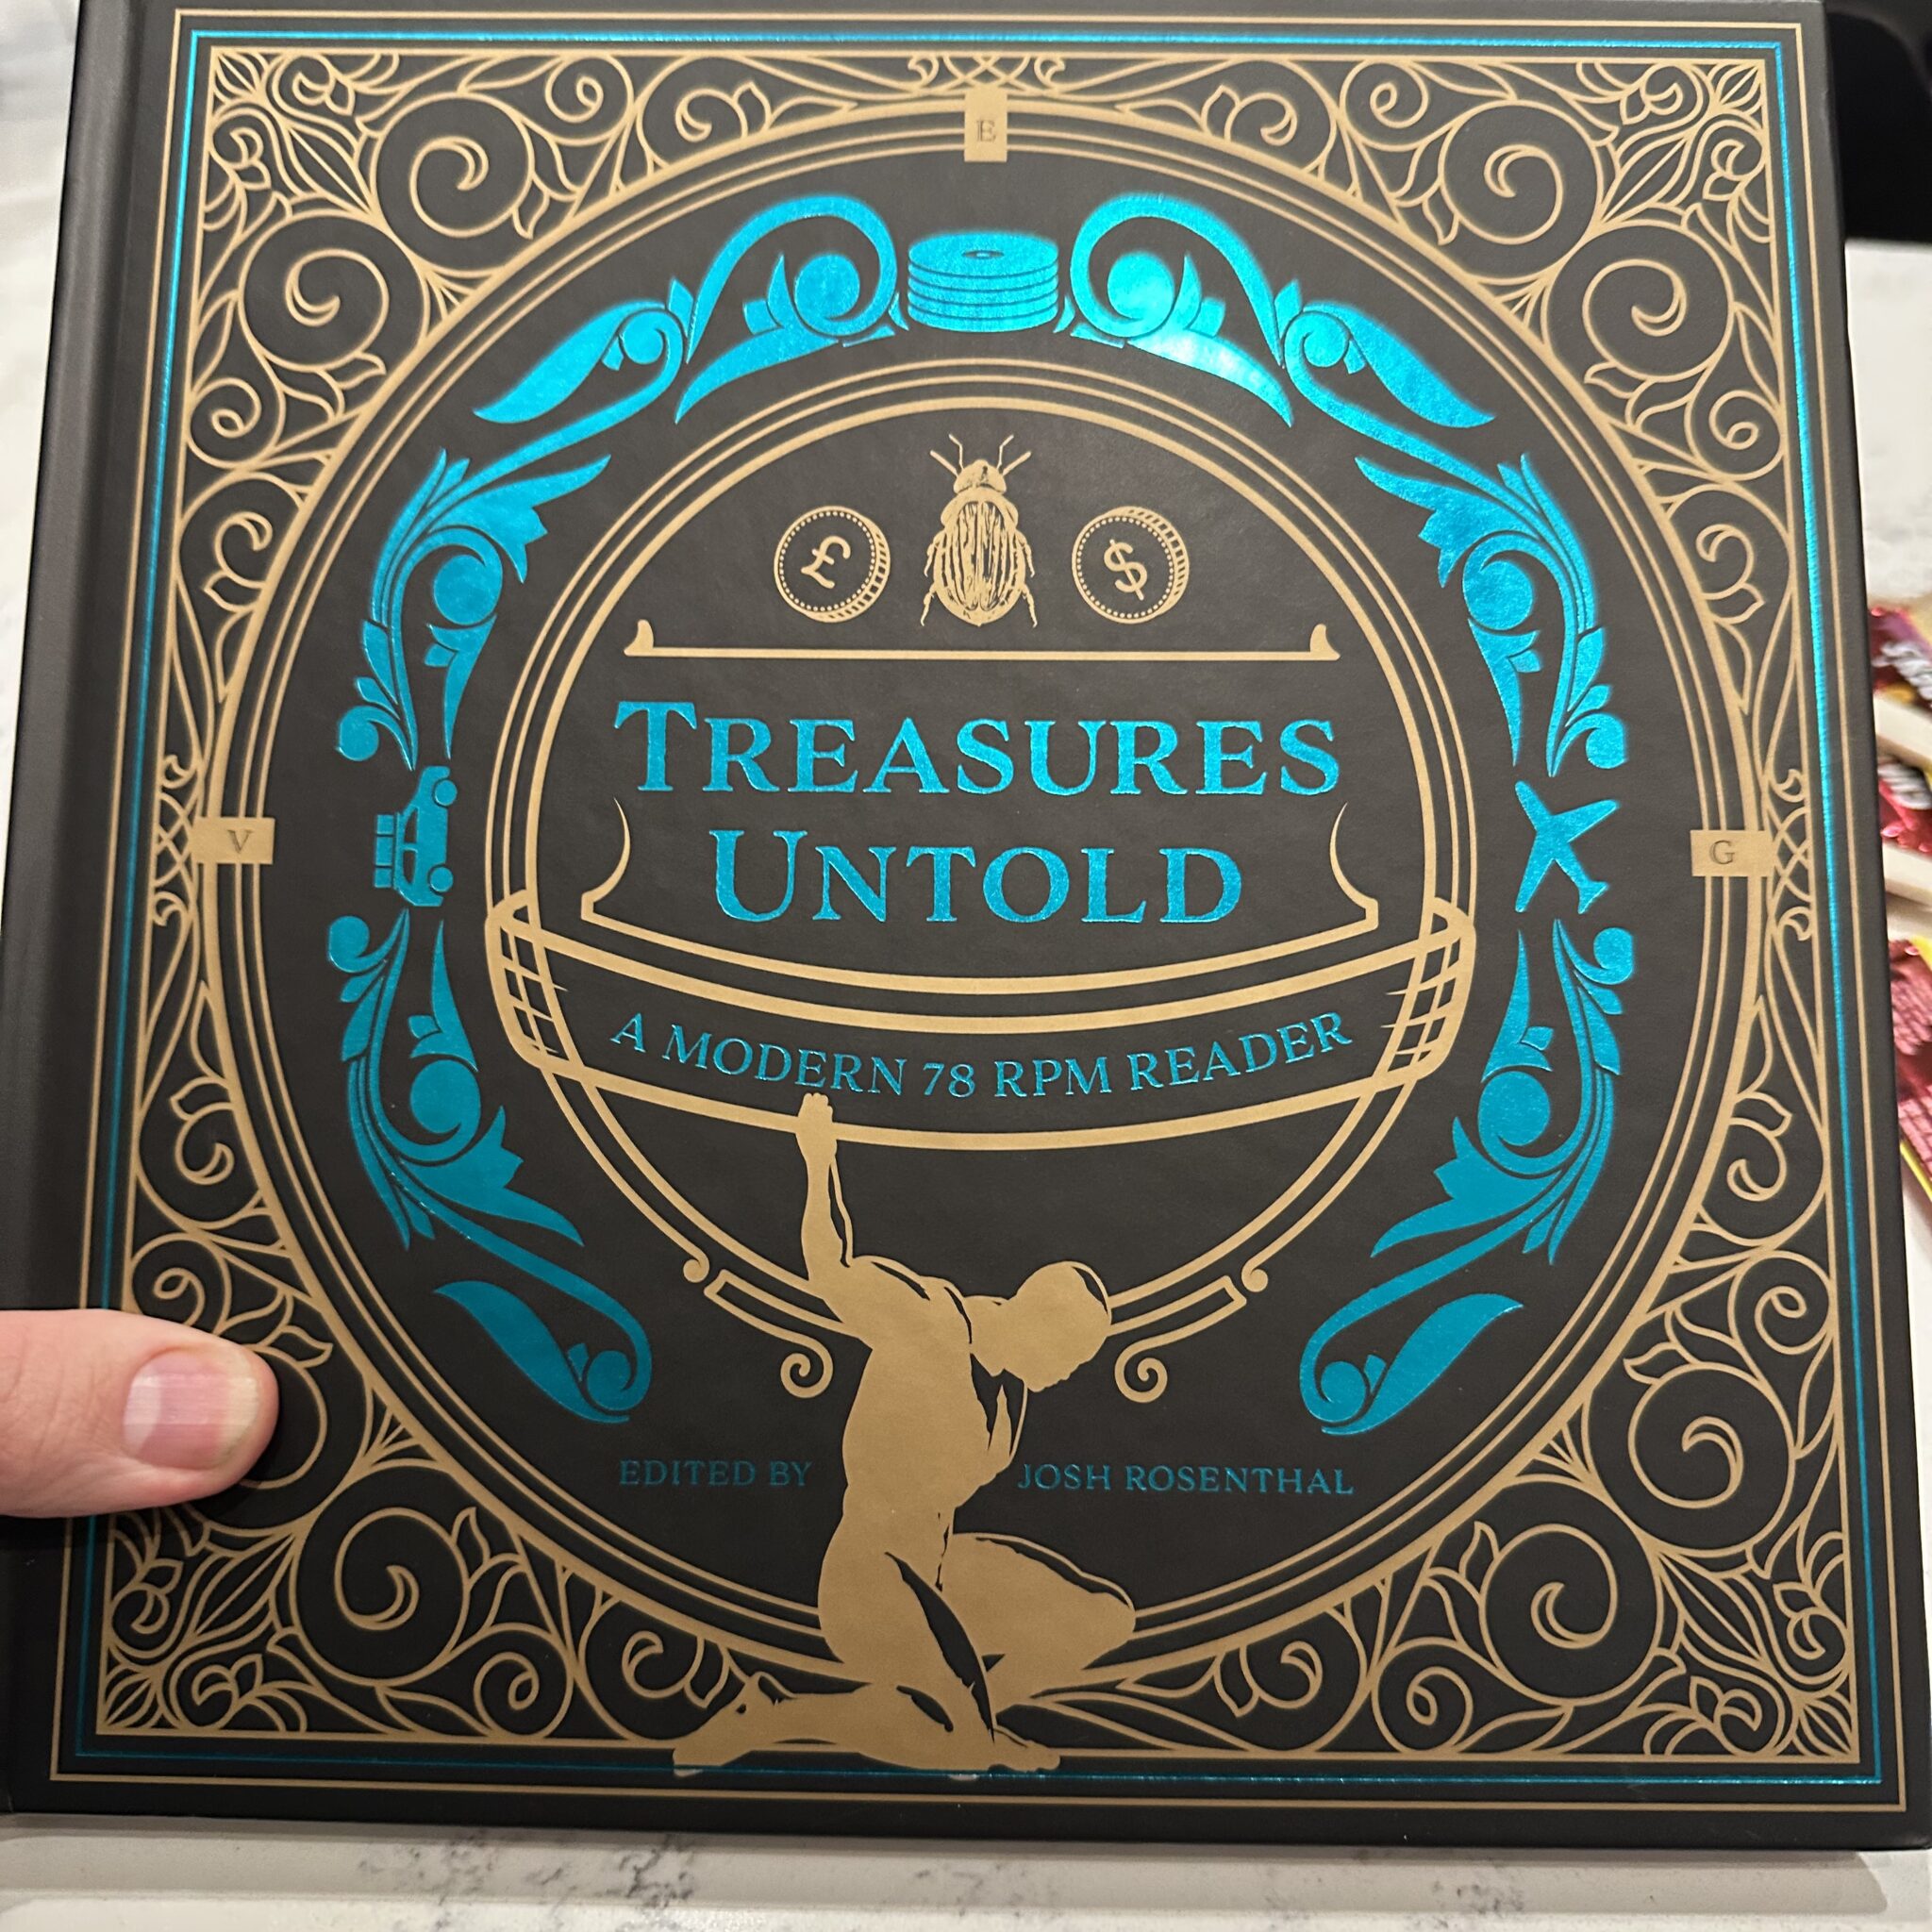 E
£ $
TREASURES
UNTOLD
V G
A MODERN 78 RPM READER
EDITED BY JOSH ROSENTHAL